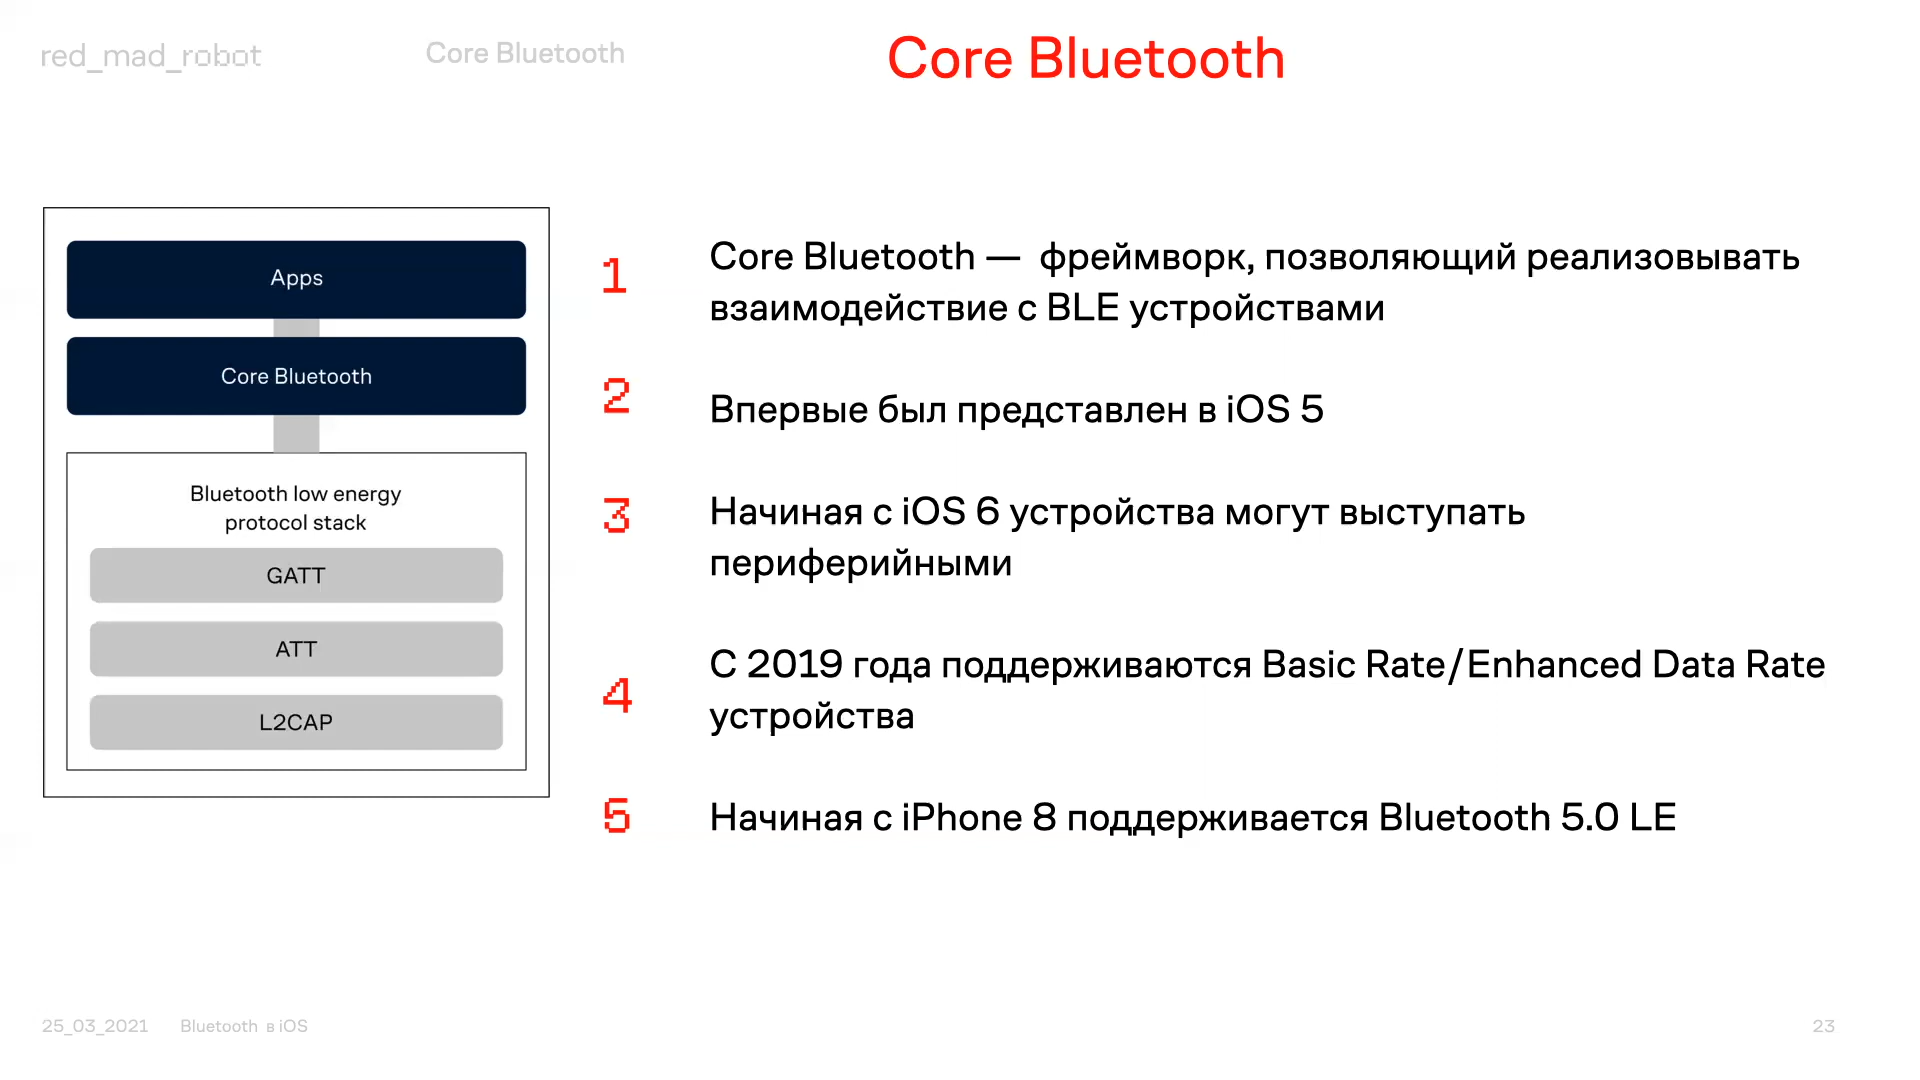 red_mad_robot
Core Bluetooth
Core Bluetooth
Apps
Core Bluetooth
Bluetooth low energy
protocol stack
GATT
ATT
L2CAP
1
Core Bluetooth — фреймворк, позволяющий реализовывать
взаимодействие с BLE устройствами
2
Впервые был представлен в iOS 5
3
Начиная с iOS 6 устройства могут выступать
периферийными
4
С 2019 года поддерживаются Basic Rate/Enhanced Data Rate
устройства
5
Начиная с iPhone 8 поддерживается Bluetooth 5.0 LE
25_03_2021
Bluetooth в iOS
23